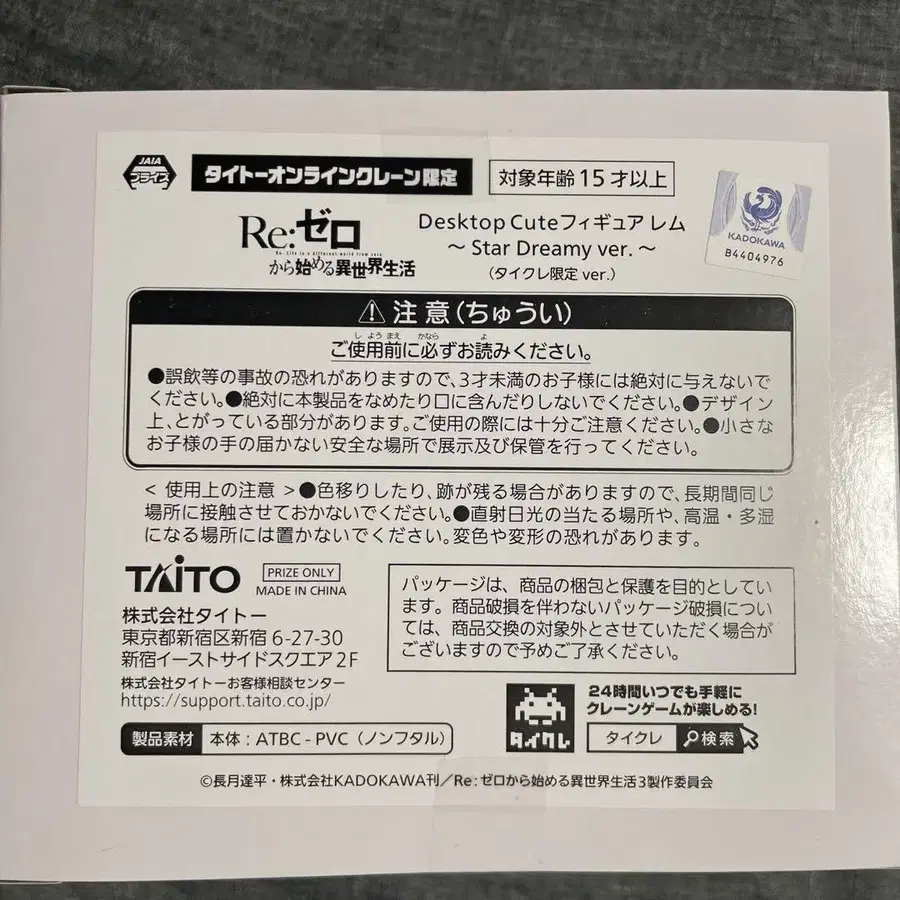 JAIA
プライズ
タイトーオンラインクレーン限定
対象年齢 15 才以上
Re:ゼロ
Re: Life in a different world from zero
から始める異世界生活
Desktop Cuteフィギュア レム
～ Star Dreamy ver. ～
(タイクレ限定 ver.)
KADOKAWA
B4404976
⚠ 注 意 (ちゅうい)
しようまえ かなら よ
ご使用前に必ずお読みください。
●誤飲等の事故の恐れがありますので、3才未満のお子様には絶対に与えないで
ください。●絶対に本製品をなめたり口に含んだりしないでください。●デザイン
上、とがっている部分があります。ご使用の際には十分ご注意ください。●小さな
お子様の手の届かない安全な場所で展示及び保管を行ってください。
< 使用上の注意 >●色移りしたり、跡が残る場合がありますので、長期間同じ
場所に接触させておかないでください。●直射日光の当たる場所や、高温・多湿
になる場所には置かないでください。変色や変形の恐れがあります。
TAITO
PRIZE ONLY
MADE IN CHINA
株式会社タイトー
東京都新宿区新宿 6-27-30
新宿イーストサイドスクエア 2F
株式会社タイトーお客様相談センター
https://support.taito.co.jp/
パッケージは、商品の梱包と保護を目的としてい
ます。商品破損を伴わないパッケージ破損につい
ては、商品交換の対象外とさせていただく場合が
ございますので予めご了承ください。
タイクレ
24時間いつでも手軽に
クレーンゲームが楽しめる!
タイクレ 検索
製品素材 本体 : ATBC - PVC (ノンフタル)
©長月達平・株式会社KADOKAWA刊／Re：ゼロから始める異世界生活3製作委員会